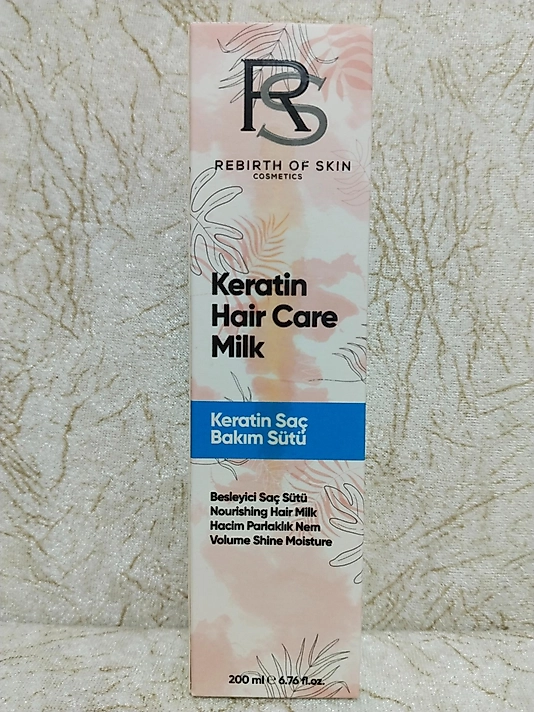 RS
REBIRTH OF SKIN
COSMETICS
Keratin
Hair Care
Milk
Keratin Saç
Bakım Sütü
Besleyici Saç Sütü
Nourishing Hair Milk
Hacim Parlaklık Nem
Volume Shine Moisture
200 ml ℮ 6.76 fl.oz.